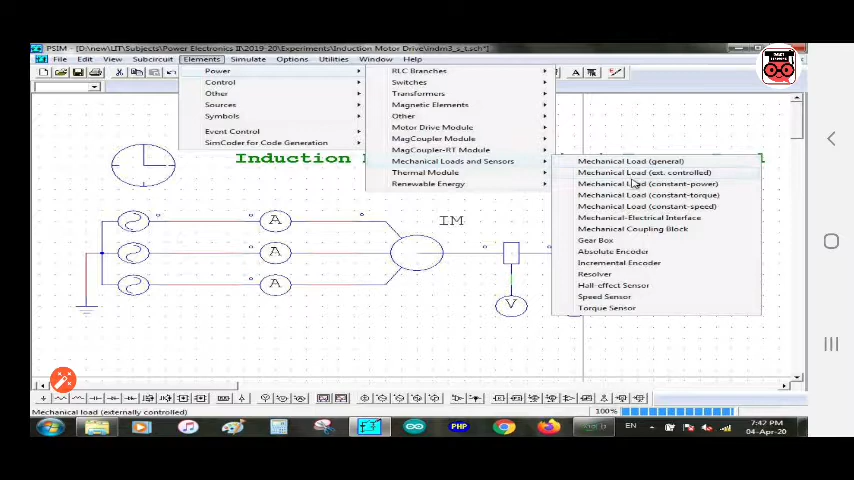 PSIM - [D:\new\LIT\Subjects\Power Electronics II\2019-20\Experiments\Induction Motor Drive\indm3_s_t.sch*]
File Edit View Subcircuit Elements Simulate Options Utilities Window Help
Power
Control
Other
Sources
Symbols
Event Control
SimCoder for Code Generation
RLC Branches
Switches
Transformers
Magnetic Elements
Other
Motor Drive Module
MagCoupler Module
MagCoupler-RT Module
Mechanical Loads and Sensors
Thermal Module
Renewable Energy
Mechanical Load (general)
Mechanical Load (ext. controlled)
Mechanical Load (constant-power)
Mechanical Load (constant-torque)
Mechanical Load (constant-speed)
Mechanical-Electrical Interface
Mechanical Coupling Block
Gear Box
Absolute Encoder
Incremental Encoder
Resolver
Hall-effect Sensor
Speed Sensor
Torque Sensor
Induction
A
IM
A
A
V
Mechanical load (externally controlled)
100%
PHP
EN
7:42 PM
04-Apr-20